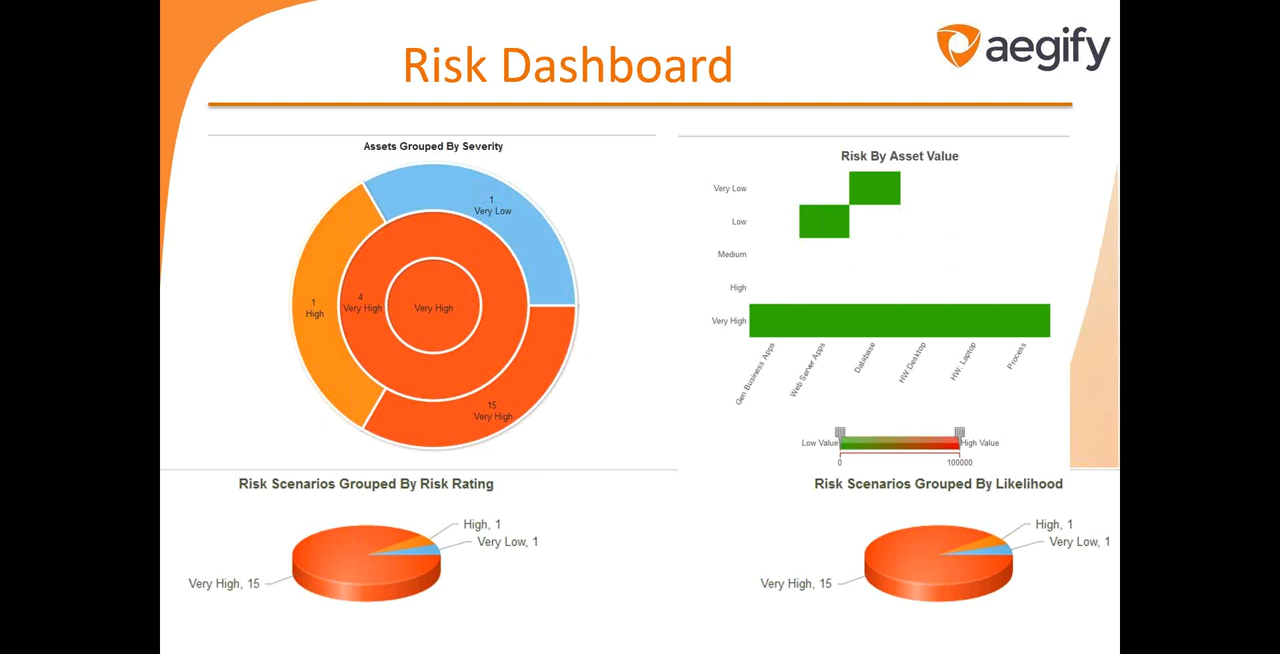 Risk Dashboard
aegify
Assets Grouped By Severity
1
Very Low
1
High
4
Very High
Very High
15
Very High
Risk By Asset Value
Very Low
Low
Medium
High
Very High
Gen Business Apps
Web Server Apps
Database
HW:Desktop
HW: Laptop
Process
Low Value
High Value
0
100000
Risk Scenarios Grouped By Risk Rating
High, 1
Very Low, 1
Very High, 15
Risk Scenarios Grouped By Likelihood
High, 1
Very Low, 1
Very High, 15